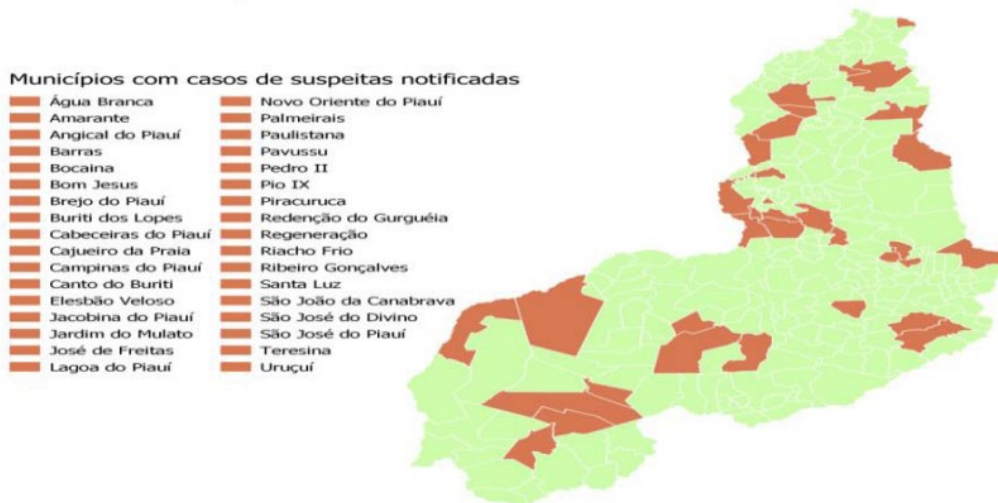 Municípios com casos de suspeitas notificadas
Água Branca
Amarante
Angical do Piauí
Barras
Bocaina
Bom Jesus
Brejo do Piauí
Buriti dos Lopes
Cabeceiras do Piauí
Cajueiro da Praia
Campinas do Piauí
Canto do Buriti
Elesbão Veloso
Jacobina do Piauí
Jardim do Mulato
José de Freitas
Lagoa do Piauí
Novo Oriente do Piauí
Palmeirais
Paulistana
Pavussu
Pedro II
Pio IX
Piracuruca
Redenção do Gurguéia
Regeneração
Riacho Frio
Ribeiro Gonçalves
Santa Luz
São João da Canabrava
São José do Divino
São José do Piauí
Teresina
Uruçuí